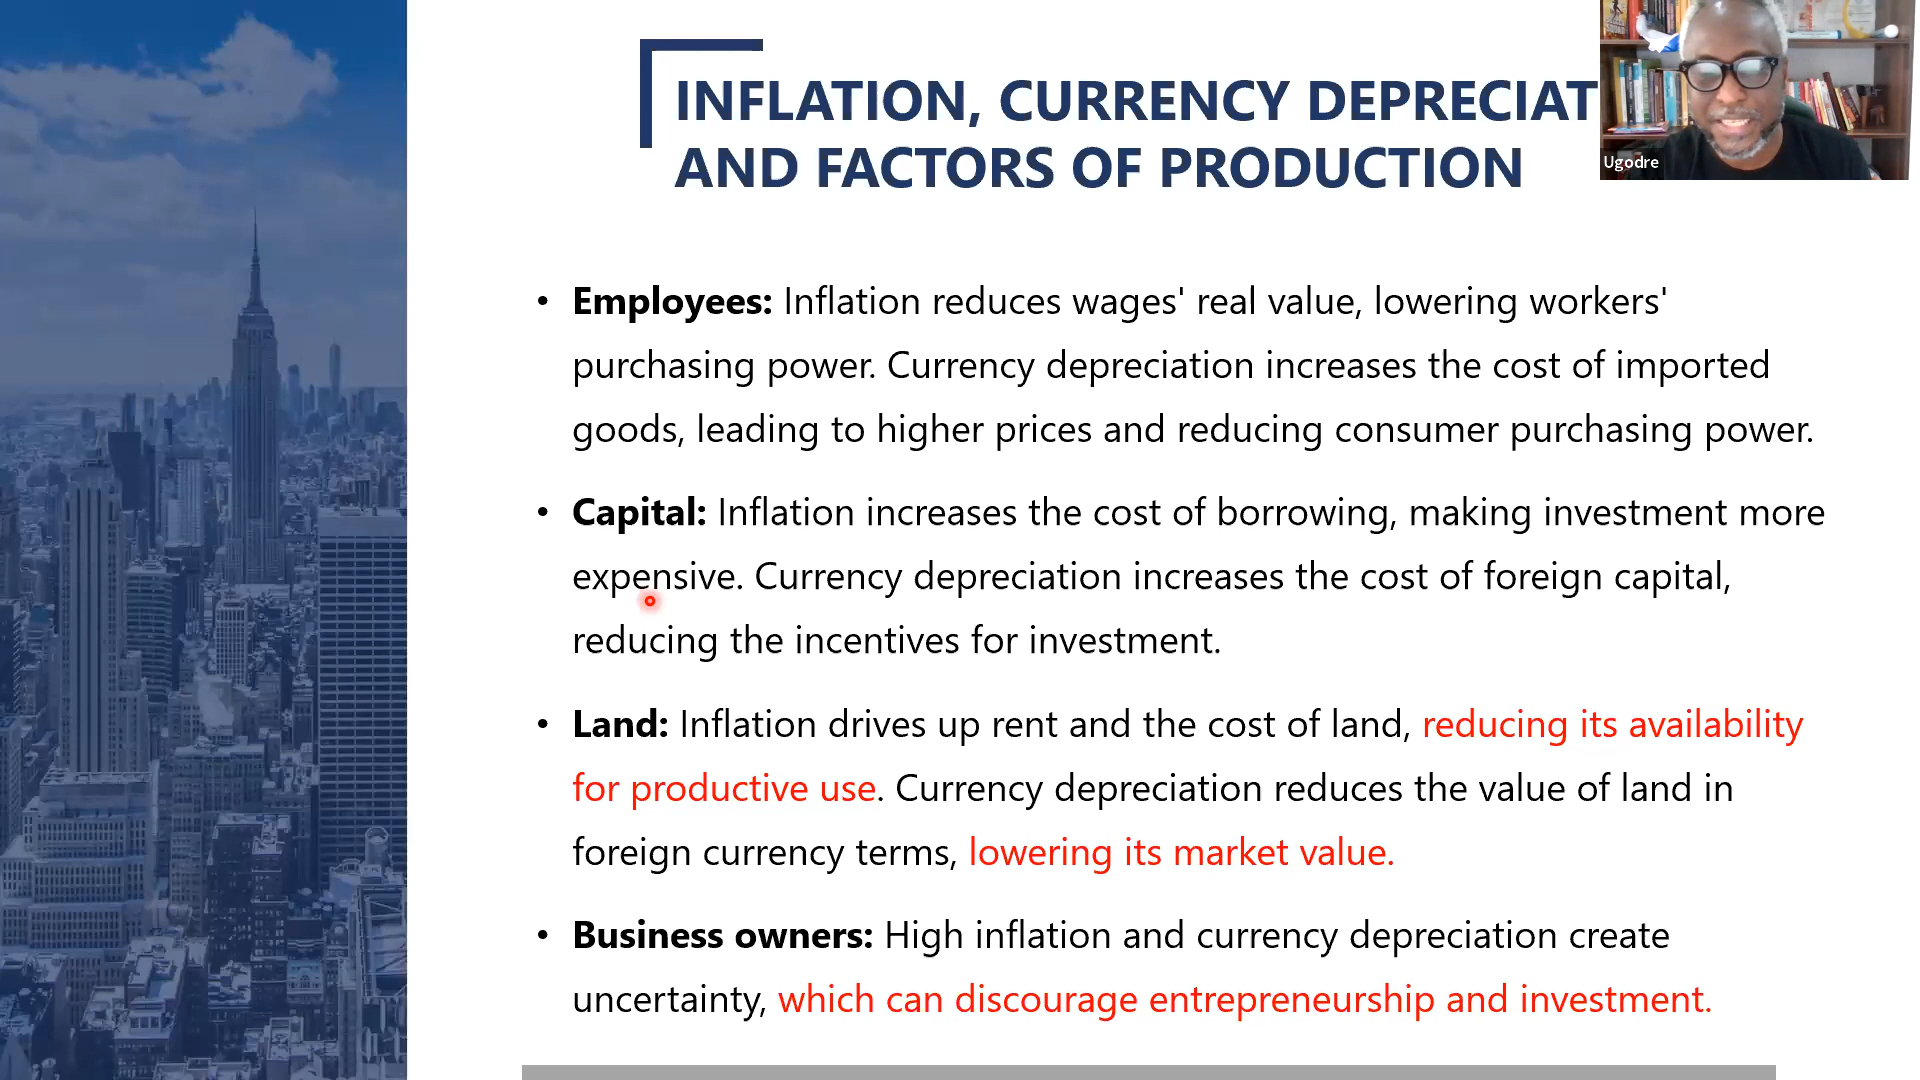 INFLATION, CURRENCY DEPRECIAT
AND FACTORS OF PRODUCTION
Ugodre
• Employees: Inflation reduces wages' real value, lowering workers'
purchasing power. Currency depreciation increases the cost of imported
goods, leading to higher prices and reducing consumer purchasing power.
• Capital: Inflation increases the cost of borrowing, making investment more
expensive. Currency depreciation increases the cost of foreign capital,
reducing the incentives for investment.
• Land: Inflation drives up rent and the cost of land, reducing its availability
for productive use. Currency depreciation reduces the value of land in
foreign currency terms, lowering its market value.
• Business owners: High inflation and currency depreciation create
uncertainty, which can discourage entrepreneurship and investment.